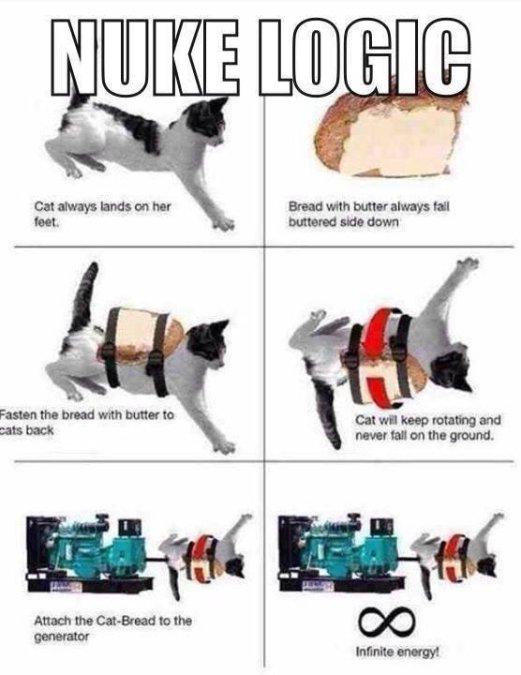 NUKE LOGIC
Cat always lands on her
feet.
Bread with butter always fall
buttered side down
Fasten the bread with butter to
cats back
Cat will keep rotating and
never fall on the ground.
Attach the Cat-Bread to the
generator
∞
Infinite energy!